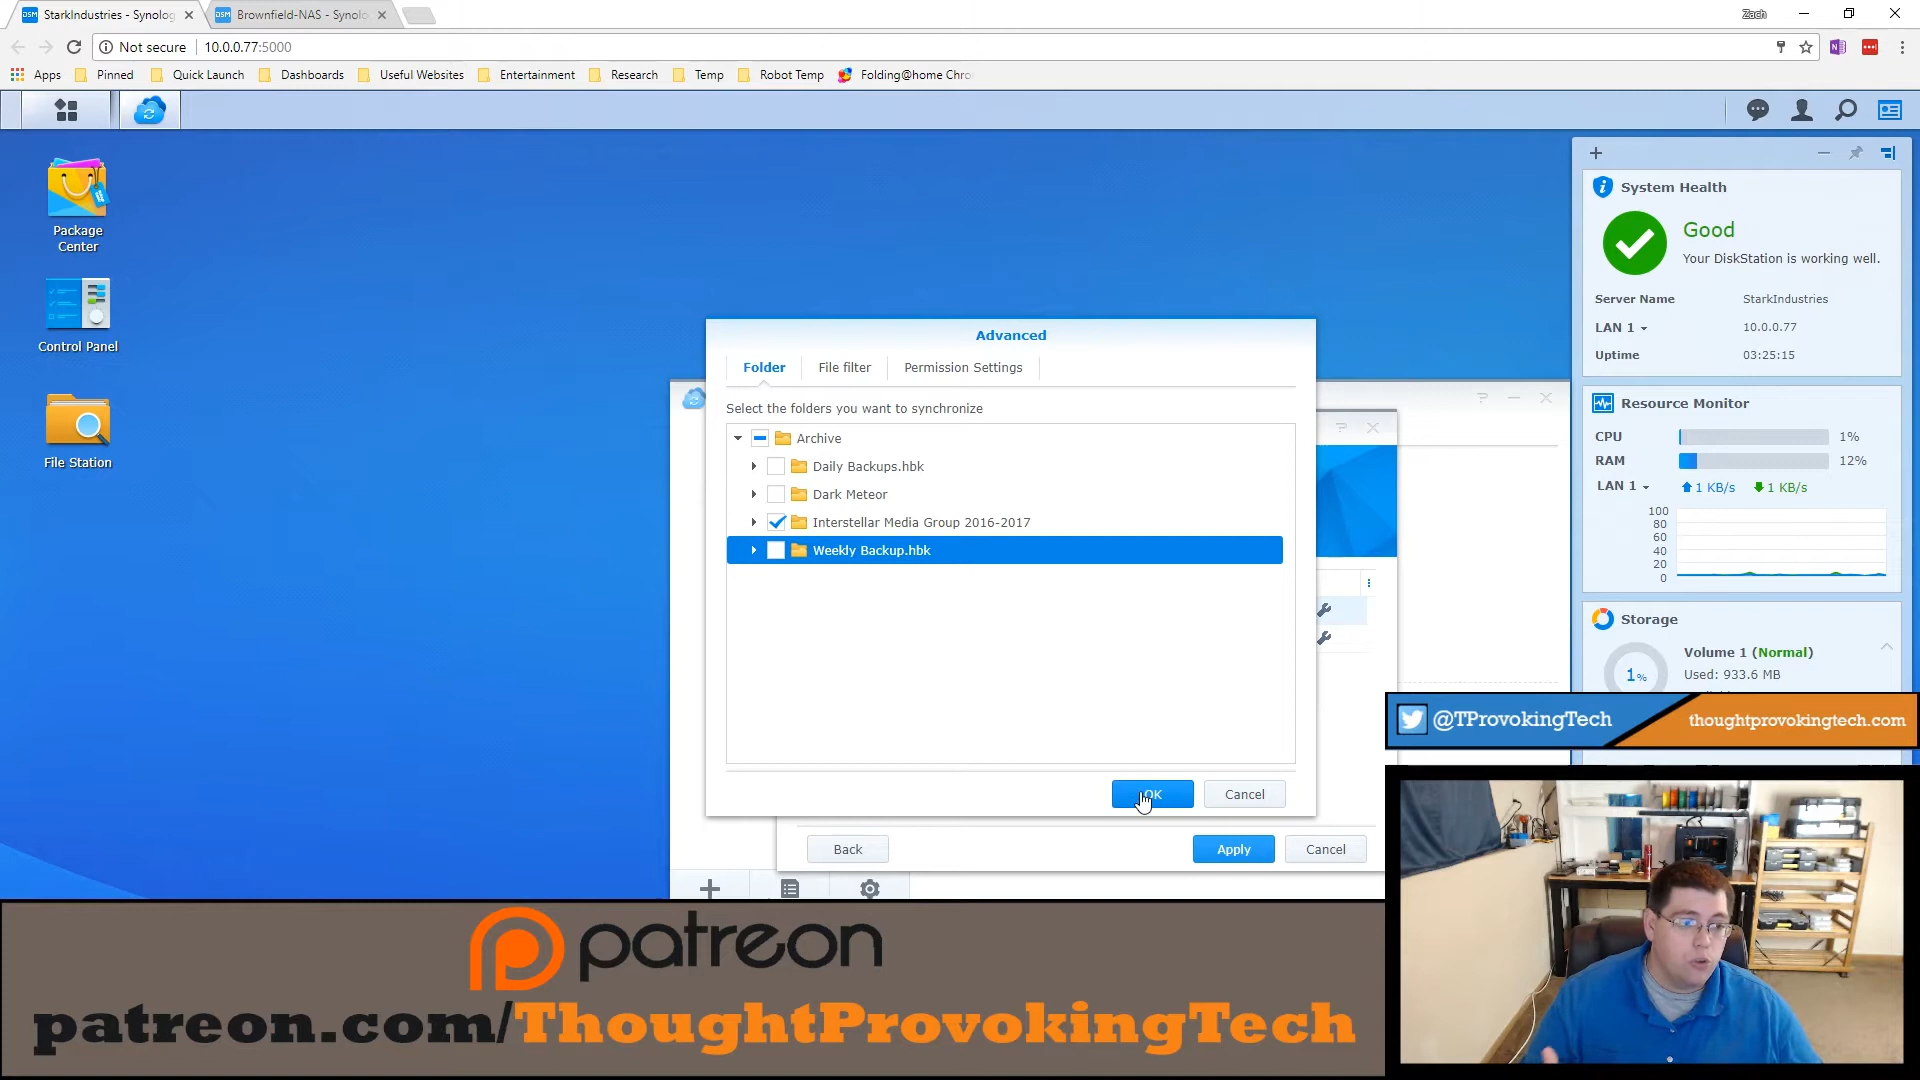 StarkIndustries - Synolog
Brownfield-NAS - Synolo
Zach
Not secure
10.0.0.77:5000
Apps
Pinned
Quick Launch
Dashboards
Useful Websites
Entertainment
Research
Temp
Robot Temp
Folding@home Chro
Package Center
Control Panel
File Station
Advanced
Folder
File filter
Permission Settings
Select the folders you want to synchronize
Archive
Daily Backups.hbk
Dark Meteor
Interstellar Media Group 2016-2017
Weekly Backup.hbk
OK
Cancel
Back
Apply
Cancel
System Health
Good
Your DiskStation is working well.
Server Name StarkIndustries
LAN 1 10.0.0.77
Uptime 03:25:15
Resource Monitor
CPU 1%
RAM 12%
LAN 1 1 KB/s 1 KB/s
100
80
60
40
20
0
Storage
Volume 1 (Normal)
1%
Used: 933.6 MB
@TProvokingTech
thoughtprovokingtech.com
patreon
patreon.com/ThoughtProvokingTech